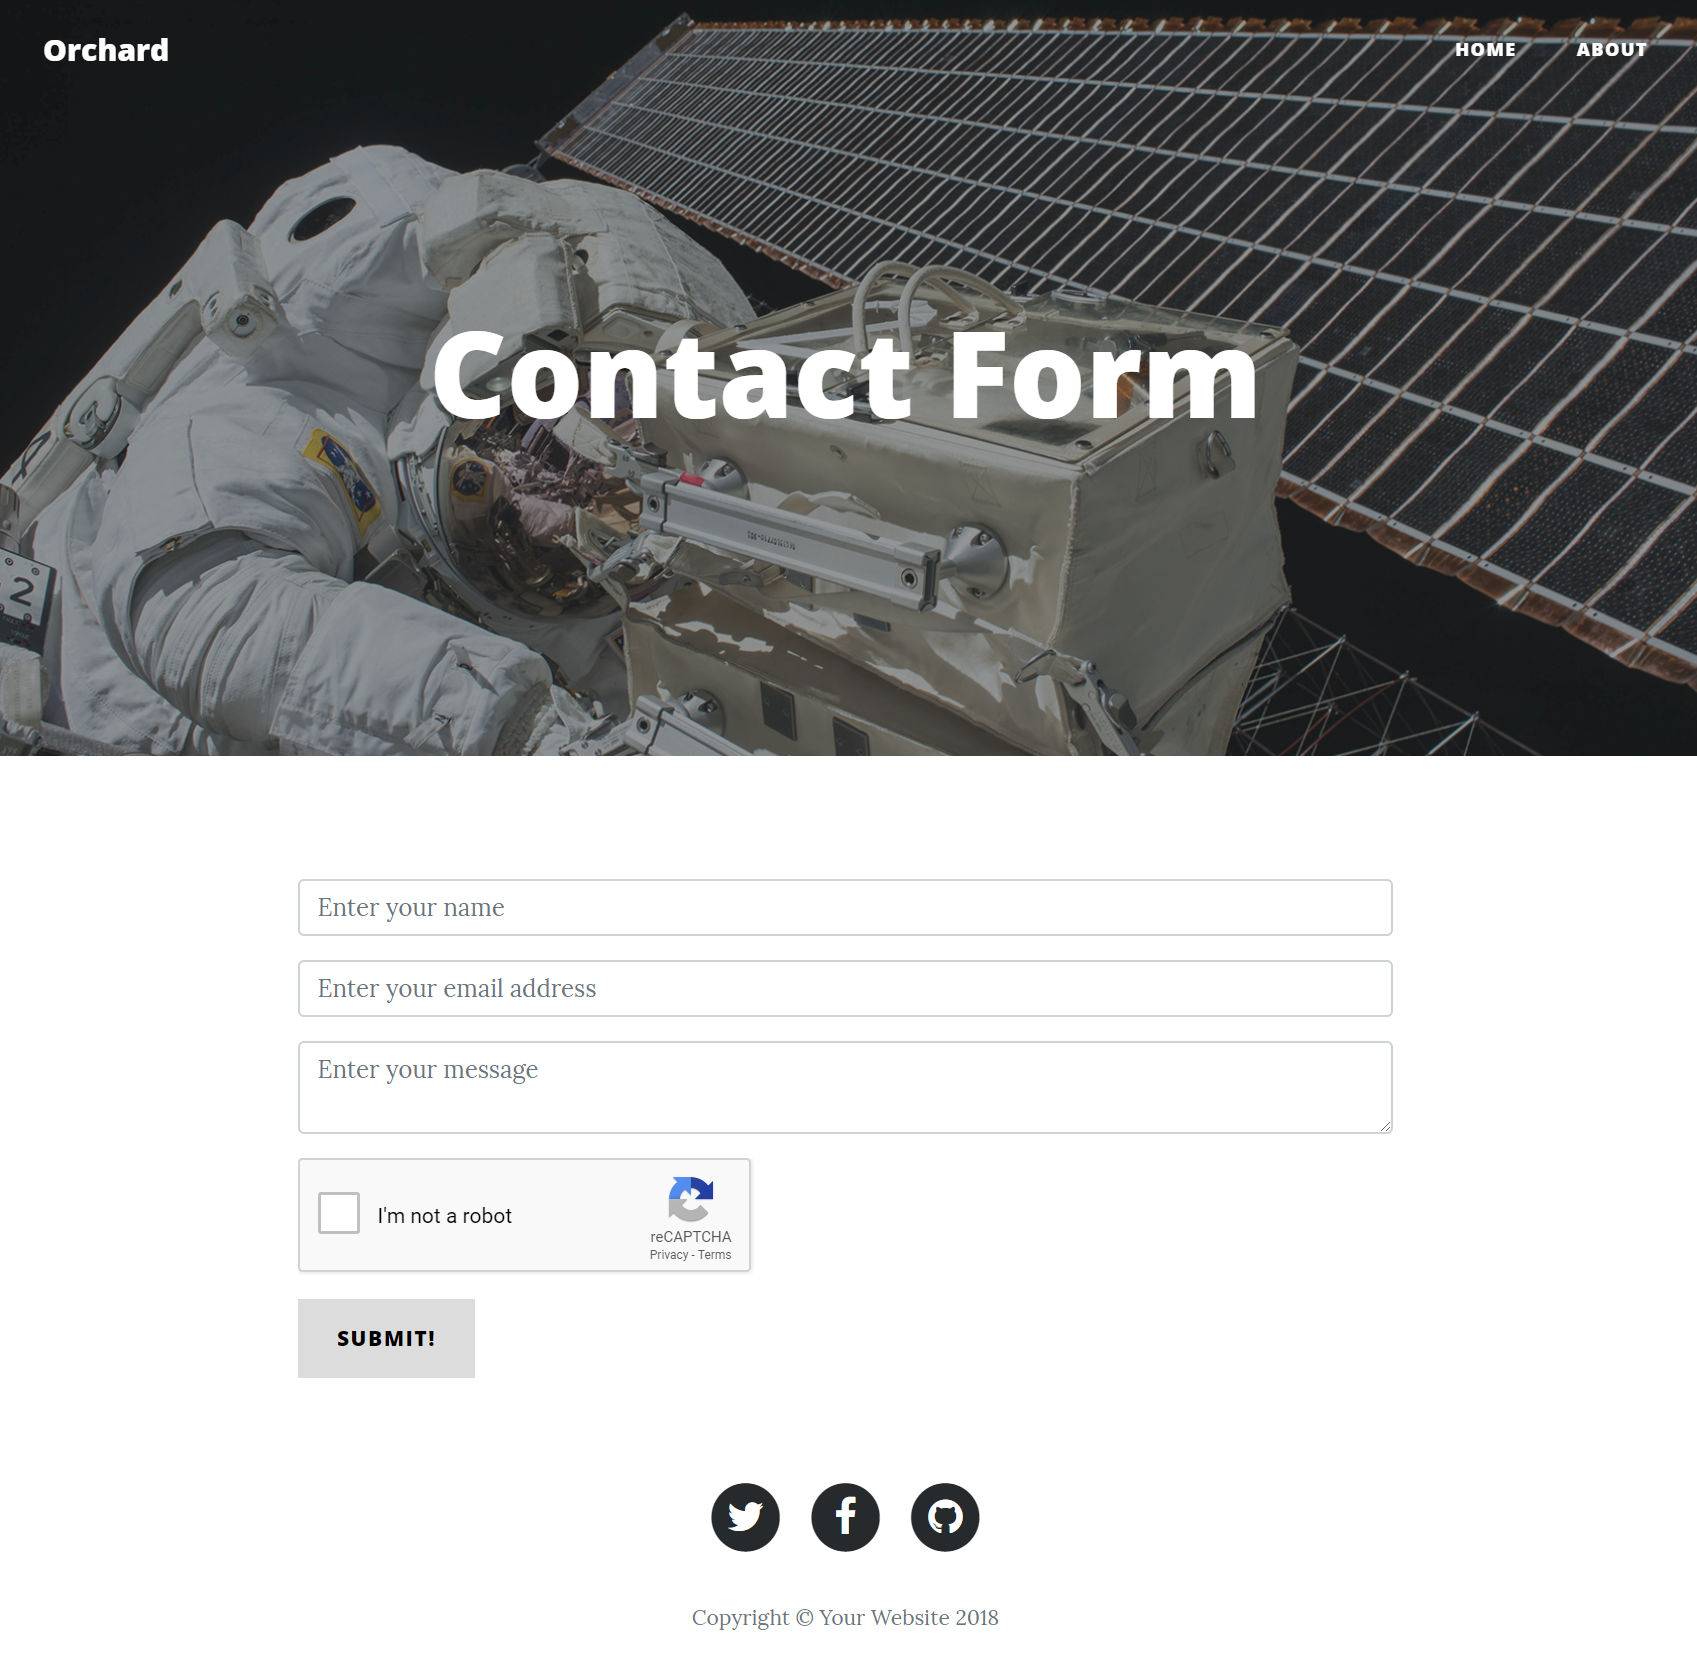 Orchard
HOME
ABOUT
Contact Form
2
Enter your name
Enter your email address
Enter your message
I'm not a robot
reCAPTCHA
Privacy - Terms
SUBMIT!
Copyright © Your Website 2018